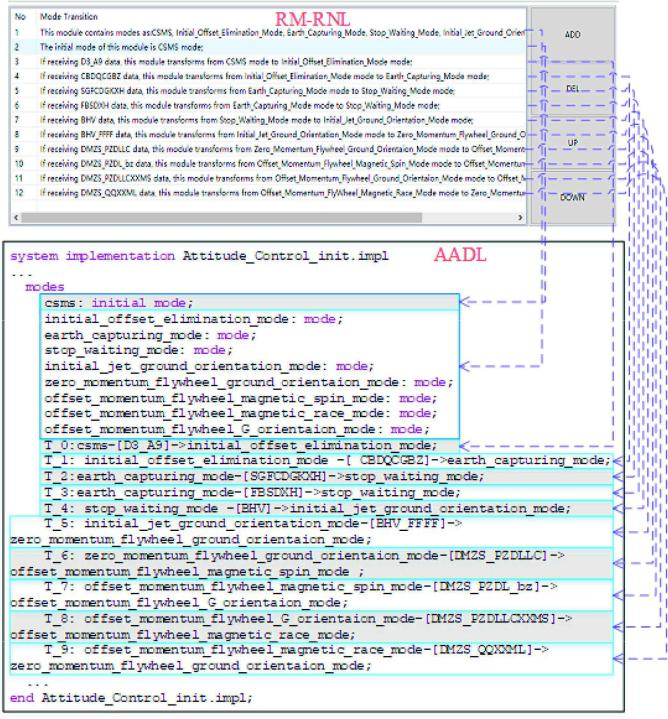 RM-RNL
No Mode Transition
1 This module contains modes as:CSMS, Initial_Offset_Elimination_Mode, Earth_Capturing_Mode, Stop_Waiting_Mode, Initial_Jet_Ground_Orien
2 The initial mode of this module is CSMS mode;
3 If receiving D3_A9 data, this module transforms from CSMS mode to Initial_Offset_Elimination_Mode mode;
4 If receiving CBDQCGBZ data, this module transforms from Initial_Offset_Elimination_Mode mode to Earth_Capturing_Mode mode;
5 If receiving SGFCDGKXH data, this module transforms from Earth_Capturing_Mode mode to Stop_Waiting_Mode mode;
6 If receiving FBSDXH data, this module transforms from Earth_Capturing_Mode mode to Stop_Waiting_Mode mode;
7 If receiving BHV data, this module transforms from Stop_Waiting_Mode mode to Initial_Jet_Ground_Orientation_Mode mode;
8 If receiving BHV_FFFF data, this module transforms from Initial_Jet_Ground_Orientation_Mode mode to Zero_Momentum_Flywheel_Ground_O
9 If receiving DMZS_PZDLLC data, this module transforms from Zero_Momentum_Flywheel_Ground_Orientation_Mode mode to Offset_Moment
10 If receiving DMZS_PZDL_bz data, this module transforms from Offset_Momentum_Flywheel_Magnetic_Spin_Mode mode to Offset_Momentum
11 If receiving DMZS_PZDLLCXXMS data, this module transforms from Offset_Momentum_Flywheel_Ground_Orientaion_Mode mode to Offset_M
12 If receiving DMZS_QQXXML data, this module transforms from Offset_Momentum_FlyWheel_Magnetic_Race_Mode mode to Zero_Momentu
ADD
DEL
UP
DOWN
system implementation Attitude_Control_init.impl
AADL
...
modes
csms: initial mode;
initial_offset_elimination_mode: mode;
earth_capturing_mode: mode;
stop_waiting_mode: mode;
initial_jet_ground_orientation_mode: mode;
zero_momentum_flywheel_ground_orientaion_mode: mode;
offset_momentum_flywheel_magnetic_spin_mode: mode;
offset_momentum_flywheel_magnetic_race_mode: mode;
offset_momentum_flywheel_G_orientaion_mode: mode;
T_0:csms-[D3_A9]->initial_offset_elimination_mode;
T_1: initial_offset_elimination_mode -[ CBDQCGBZ]->earth_capturing_mode;
T_2:earth_capturing_mode-[SGFCDGKXH]->stop_waiting_mode;
T_3:earth_capturing_mode-[FBSDXH]->stop_waiting_mode;
T_4: stop_waiting_mode -[BHV]->initial_jet_ground_orientation_mode;
T_5: initial_jet_ground_orientation_mode-[BHV_FFFF]->
zero_momentum_flywheel_ground_orientaion_mode;
T_6: zero_momentum_flywheel_ground_orientaion_mode-[DMZS_PZDLLC]->
offset_momentum_flywheel_magnetic_spin_mode ;
T_7: offset_momentum_flywheel_magnetic_spin_mode-[DMZS_PZDL_bz]->
offset_momentum_flywheel_G_orientaion_mode;
T_8: offset_momentum_flywheel_G_orientaion_mode-[DMZS_PZDLLCXXMS]->
offset_momentum_flywheel_magnetic_race_mode;
T_9: offset_momentum_flywheel_magnetic_race_mode-[DMZS_QQXXML]->
zero_momentum_flywheel_ground_orientaion_mode;
...
end Attitude_Control_init.impl;